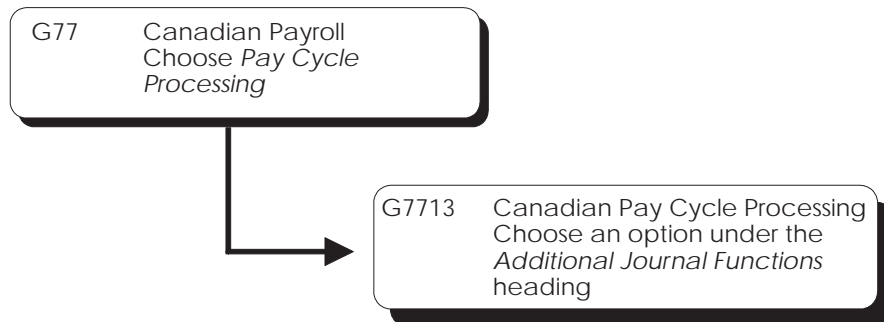 G77 Canadian Payroll
Choose Pay Cycle
Processing
G7713 Canadian Pay Cycle Processing
Choose an option under the
Additional Journal Functions
heading